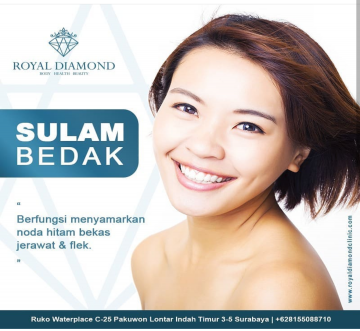 ROYAL DIAMOND
BODY HEALTH BEAUTY
SULAM
BEDAK
"
Berfungsi menyamarkan
noda hitam bekas
jerawat & flek.
"
www.royaldiamondclinic.com
Ruko Waterplace C-25 Pakuwon Lontar Indah Timur 3-5 Surabaya | +628155088710